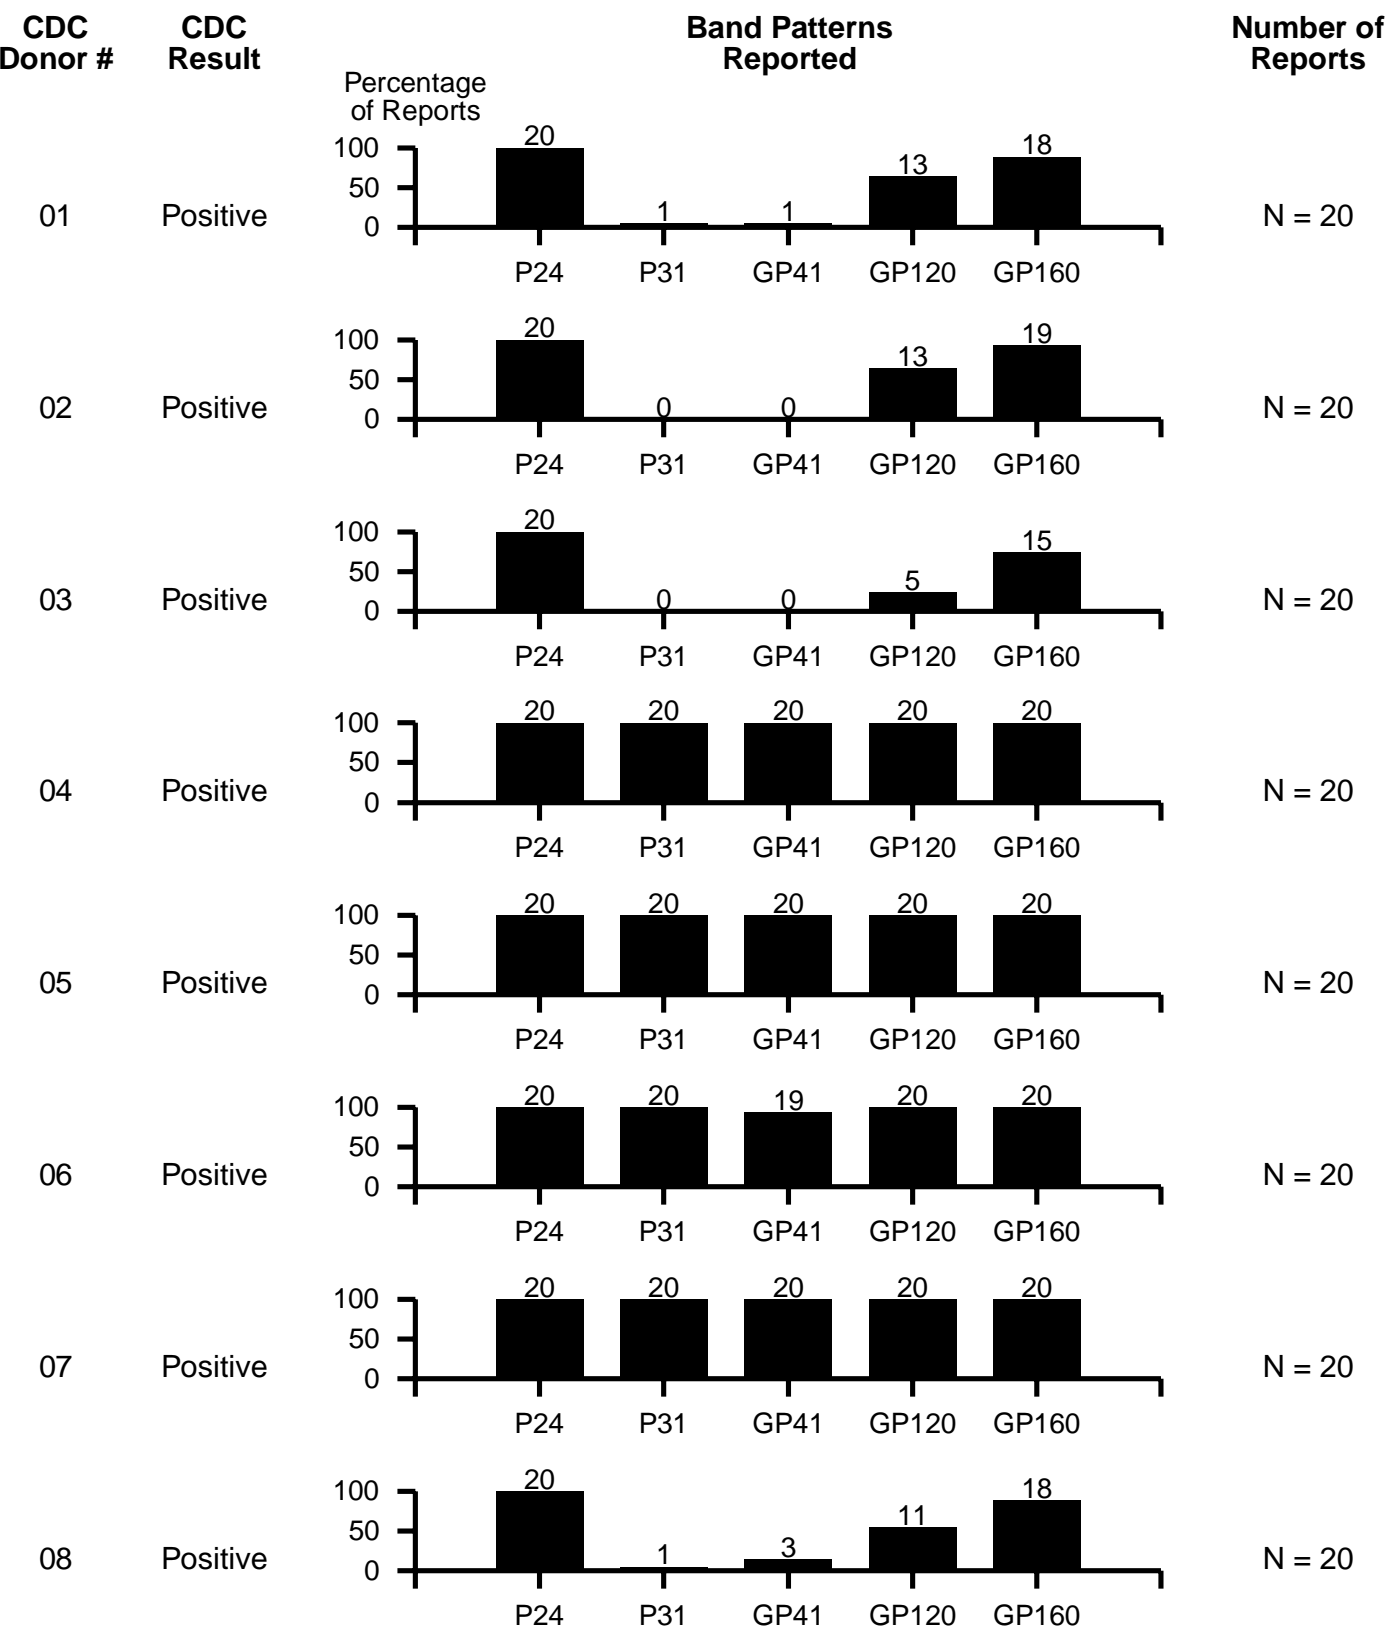 CDC CDC Band Patterns Number of
Donor # Result Reported Reports
Percentage
of Reports
20 1 1 13 18
100
50
0
01 Positive N = 20
P24 P31 GP41 GP120 GP160
20 0 0 13 19
100
50
0
02 Positive N = 20
P24 P31 GP41 GP120 GP160
20 0 0 5 15
100
50
0
03 Positive N = 20
P24 P31 GP41 GP120 GP160
20 20 20 20 20
100
50
0
04 Positive N = 20
P24 P31 GP41 GP120 GP160
20 20 20 20 20
100
50
0
05 Positive N = 20
P24 P31 GP41 GP120 GP160
20 20 19 20 20
100
50
0
06 Positive N = 20
P24 P31 GP41 GP120 GP160
20 20 20 20 20
100
50
0
07 Positive N = 20
P24 P31 GP41 GP120 GP160
20 1 3 11 18
100
50
0
08 Positive N = 20
P24 P31 GP41 GP120 GP160